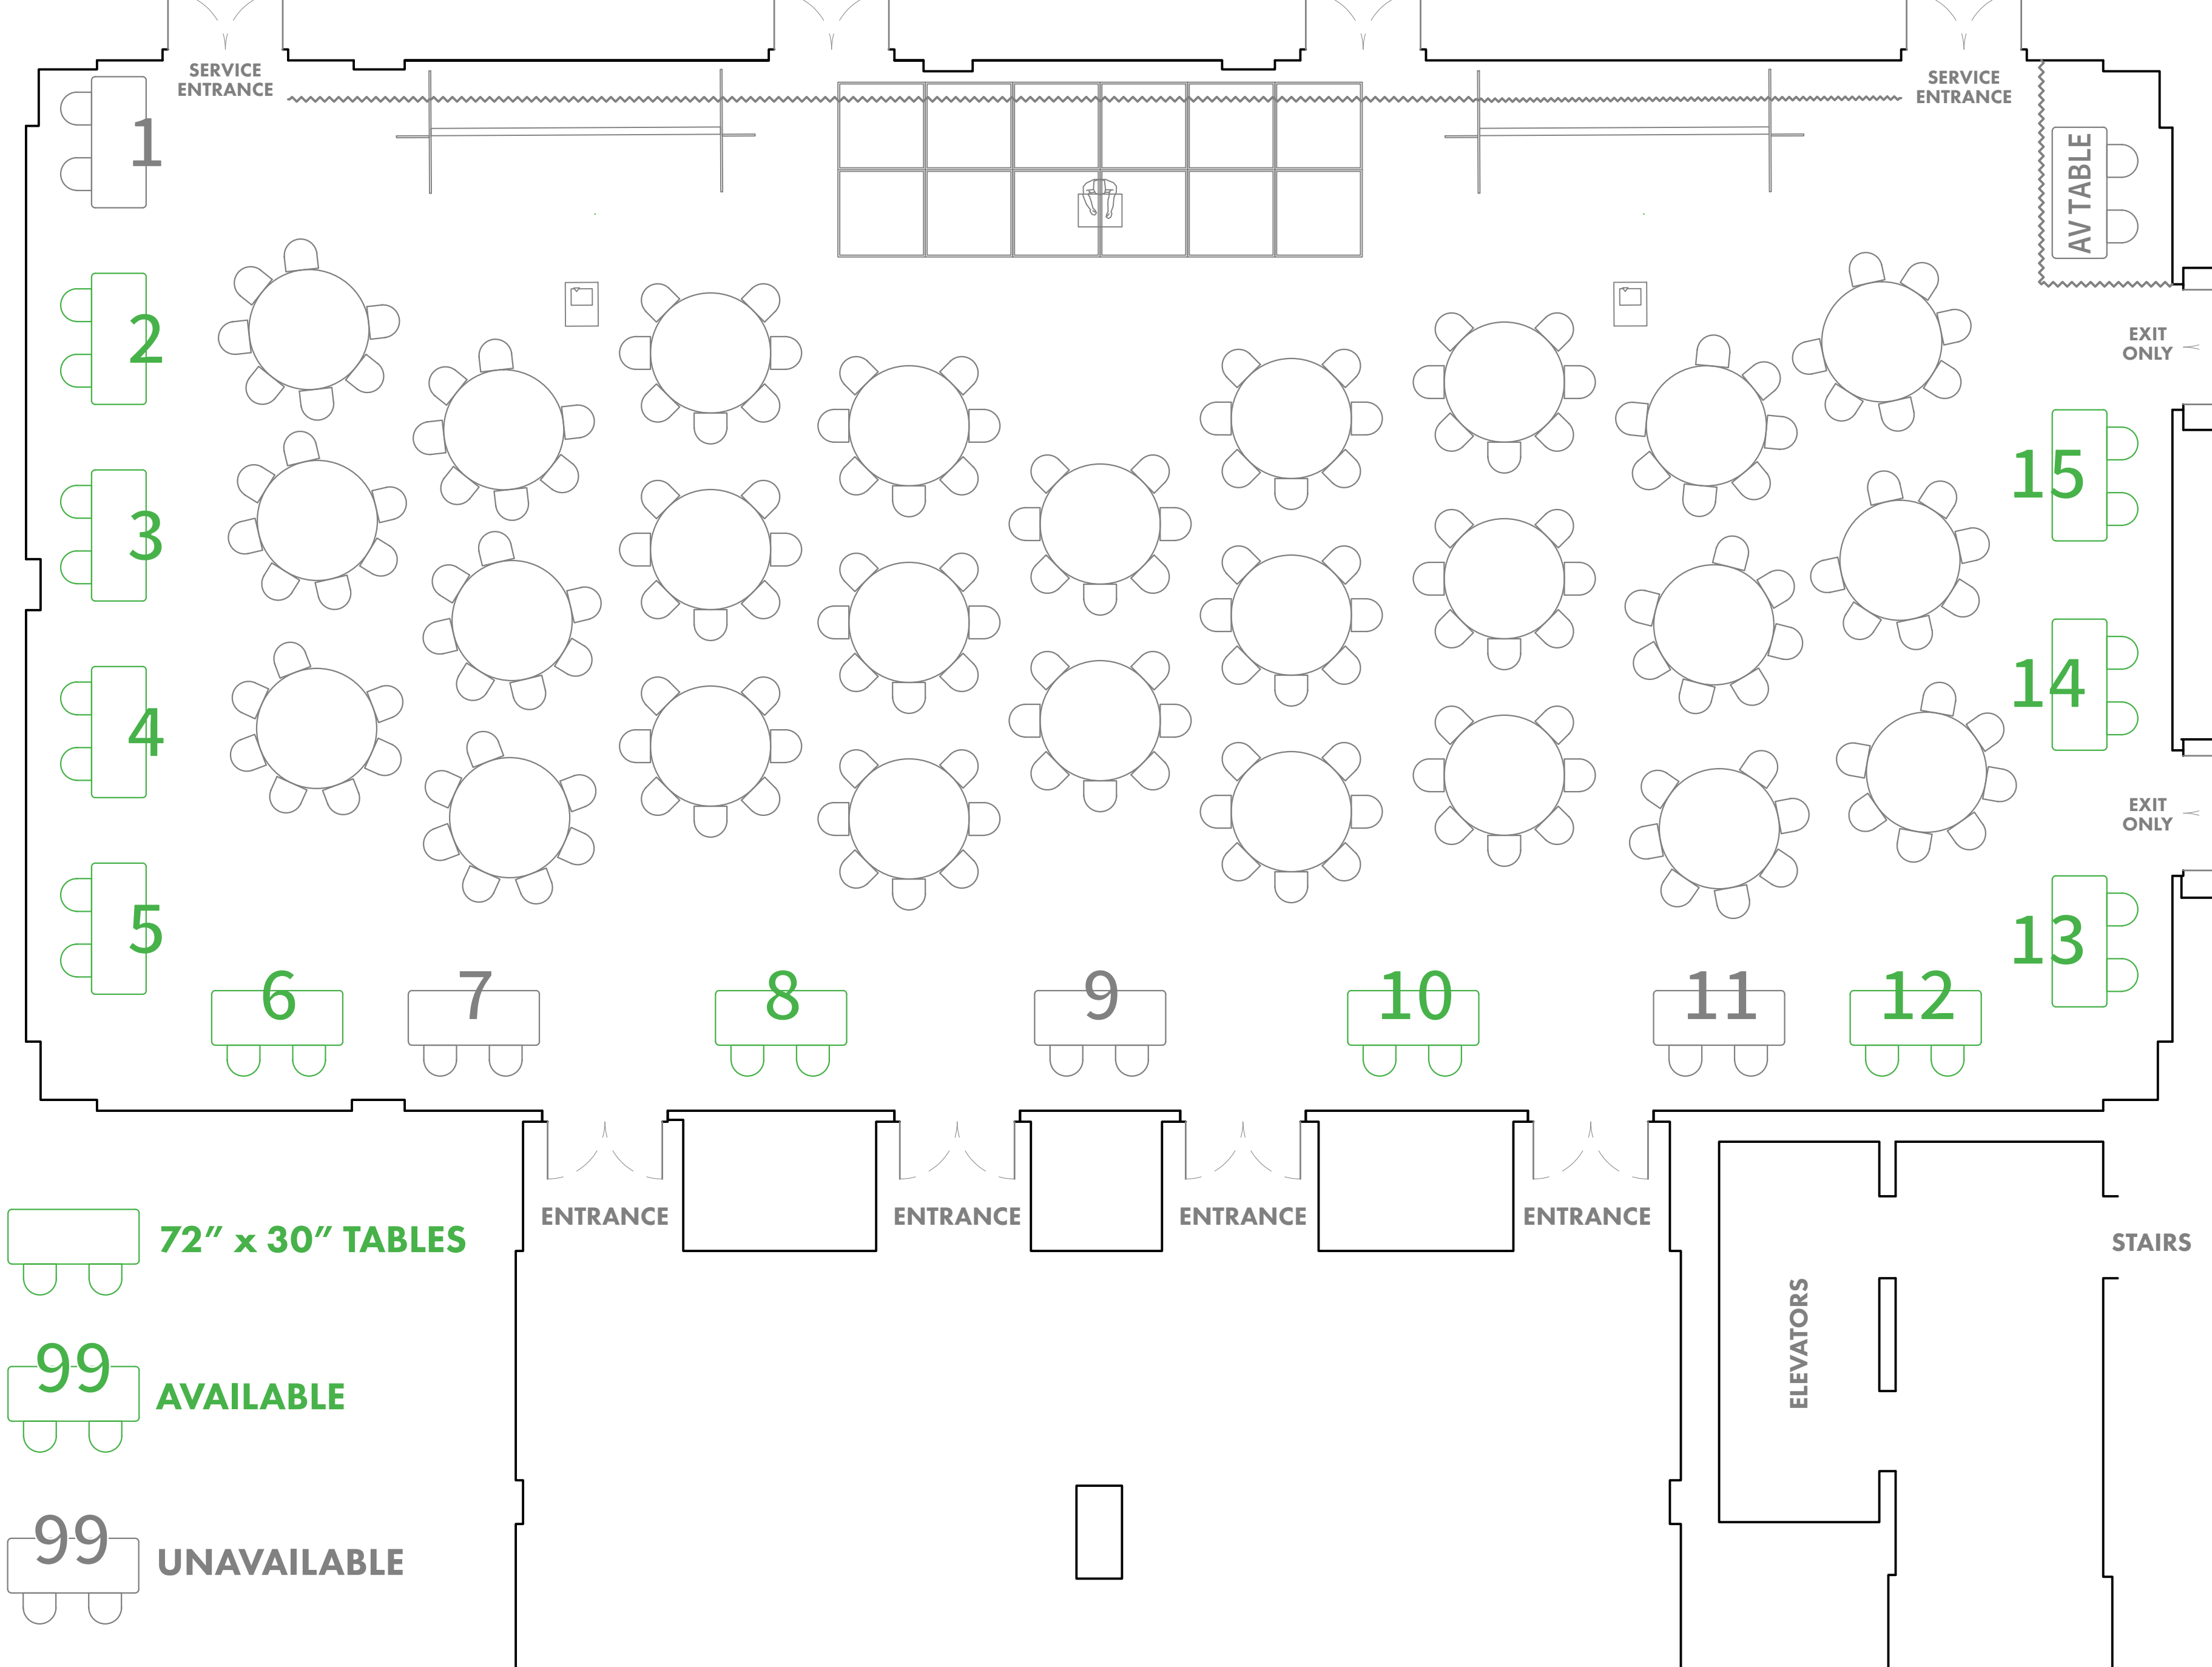 SERVICE
ENTRANCE
SERVICE
ENTRANCE
1
AV TABLE
2
EXIT
ONLY
3
15
4
14
EXIT
ONLY
5
13
6
7
8
9
10
11
12
ENTRANCE
ENTRANCE
ENTRANCE
ENTRANCE
72” x 30” TABLES
STAIRS
ELEVATORS
99
AVAILABLE
99
UNAVAILABLE